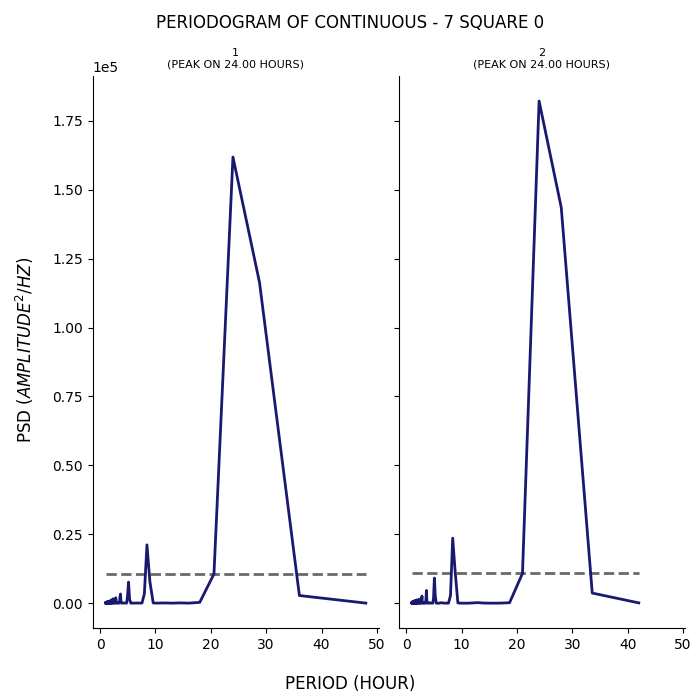 PERIODOGRAM OF CONTINUOUS - 7 SQUARE 0
1
(PEAK ON 24.00 HOURS)
2
(PEAK ON 24.00 HOURS)
1e5
1.75
1.50
1.25
1.00
0.75
0.50
0.25
0.00
PSD (AMPLITUDE²/HZ)
0 10 20 30 40 50
0 10 20 30 40 50
PERIOD (HOUR)